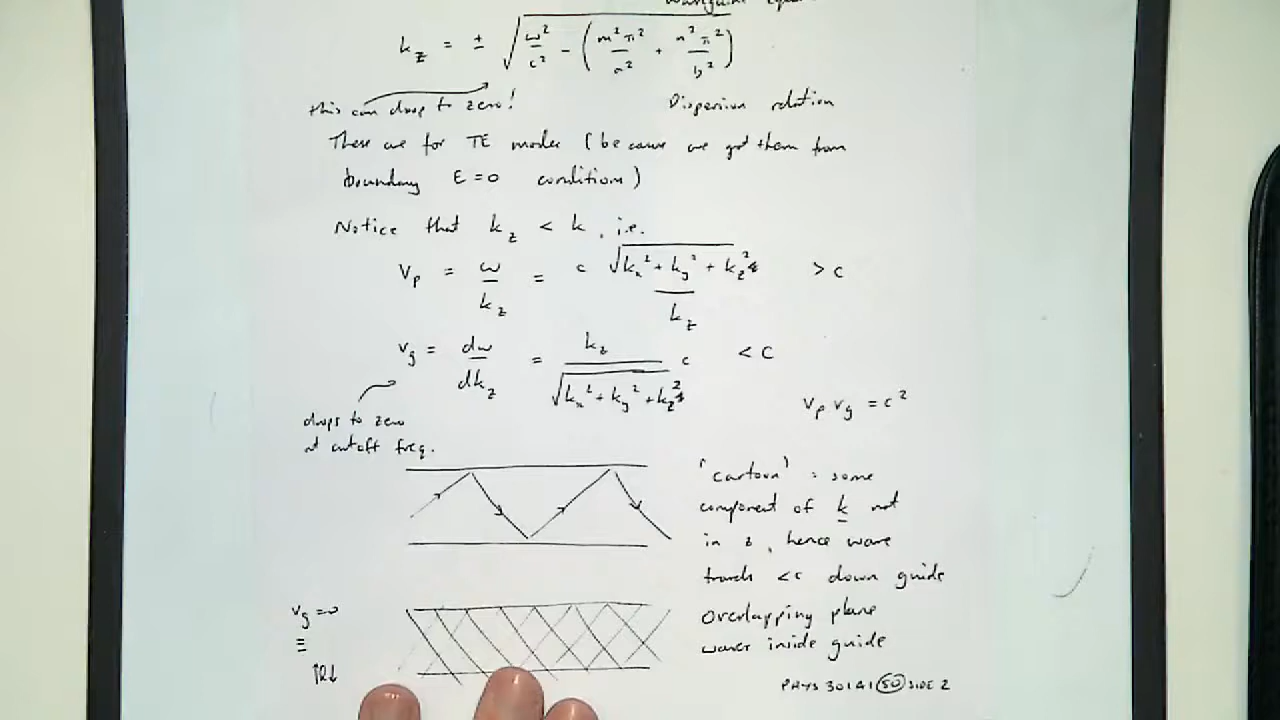 waveguide equa
k_z = ± √(ω²/c² - (m²π²/a² + n²π²/b²))
this can drop to zero!
Dispersion relation
These are for TE modes (because we got them from
boundary E = 0 condition)
Notice that k_z < k, i.e.
v_p = ω/k_z = c √(k_x² + k_y² + k_z²)/k_z > c
v_g = dω/dk_z = k_z/√(k_x² + k_y² + k_z²) c < c
v_p v_g = c²
drops to zero
at cutoff freq.
'cartoon' : some
component of k not
in z, hence wave
travels <c down guide
v_g = 0
≡
overlapping plane
waves inside guide
PHYS 30141 50 SIDE 2